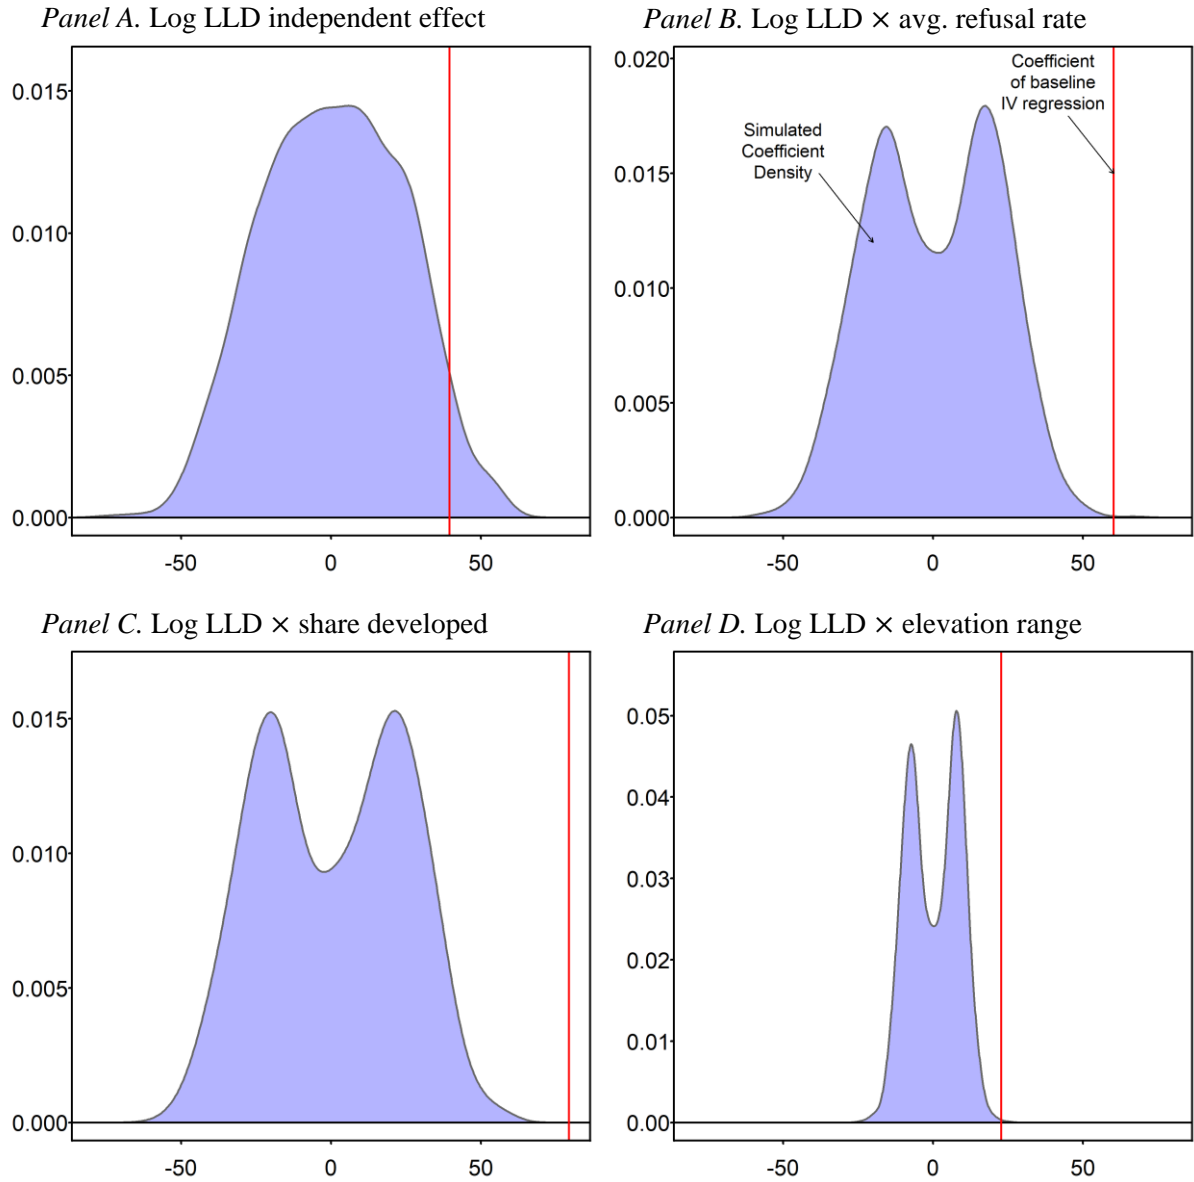 Panel A. Log LLD independent effect
0.015
0.010
0.005
0.000
-50 0 50
Panel B. Log LLD × avg. refusal rate
0.020
0.015
0.010
0.005
0.000
Simulated
Coefficient
Density
Coefficient
of baseline
IV regression
-50 0 50
Panel C. Log LLD × share developed
0.015
0.010
0.005
0.000
-50 0 50
Panel D. Log LLD × elevation range
0.05
0.04
0.03
0.02
0.01
0.00
-50 0 50